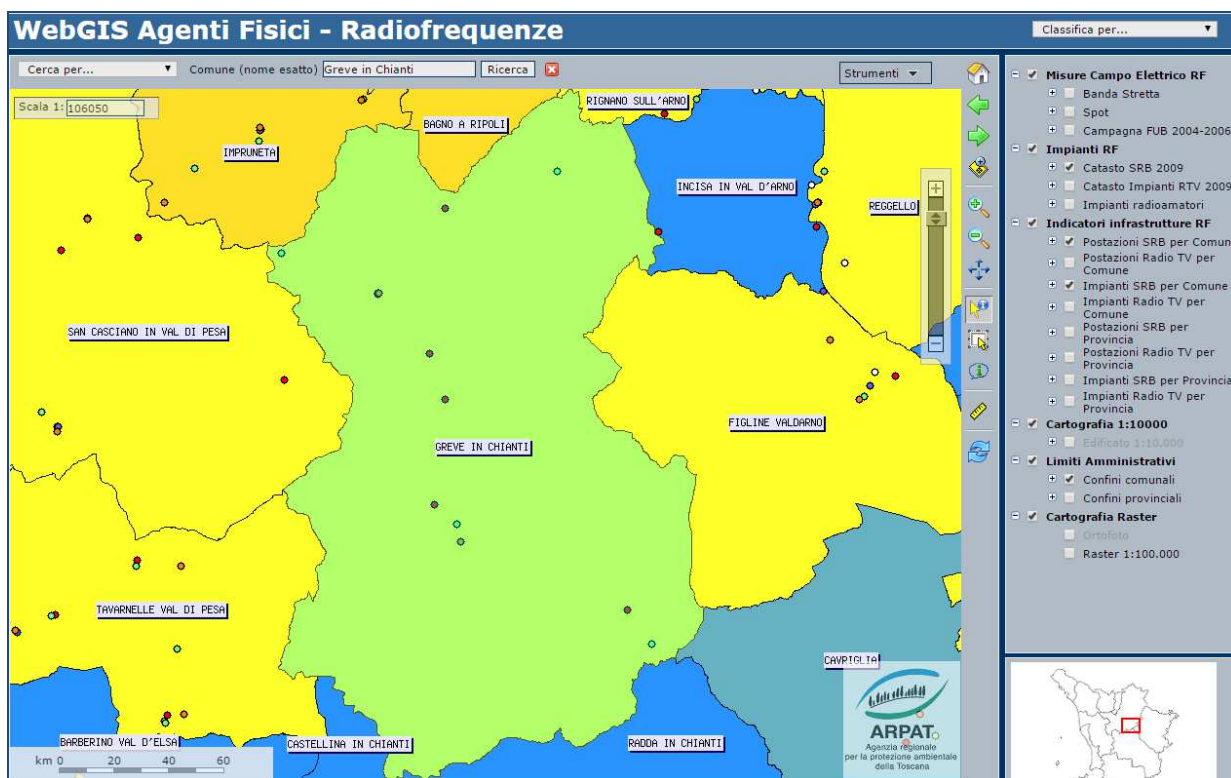 WebGIS Agenti Fisici - Radiofrequenze
Classifica per...
Cerca per...
Comune (nome esatto) Greve in Chianti
Ricerca
Strumenti
Scala 1: 106050
RIGNANO SULL'ARNO
BAGNO A RIPOLI
IMPRUNETA
INCISA IN VAL D'ARNO
REGGELLO
SAN CASCIANO IN VAL DI PESA
FIGLINE VALDARNO
GREVE IN CHIANTI
TAVARNELLE VAL DI PESA
CAVRIGLIA
BARBERINO VAL D'ELSA
CASTELLINA IN CHIANTI
RADDA IN CHIANTI
km 0 20 40 60
ARPAT
Agenzia regionale
per la protezione ambientale
della Toscana
Misure Campo Elettrico RF
Banda Stretta
Spot
Campagna FUB 2004-2006
Impianti RF
Catasto SRB 2009
Catasto Impianti RTV 2009
Impianti radioamatori
Indicatori infrastrutture RF
Postazioni SRB per Comun
Postazioni Radio TV per
Comune
Impianti SRB per Comune
Impianti Radio TV per
Comune
Postazioni SRB per
Provincia
Postazioni Radio TV per
Provincia
Impianti SRB per Provincia
Impianti Radio TV per
Provincia
Cartografia 1:10000
Edificato 1:10.000
Limiti Amministrativi
Confini comunali
Confini provinciali
Cartografia Raster
Ortofoto
Raster 1:100.000